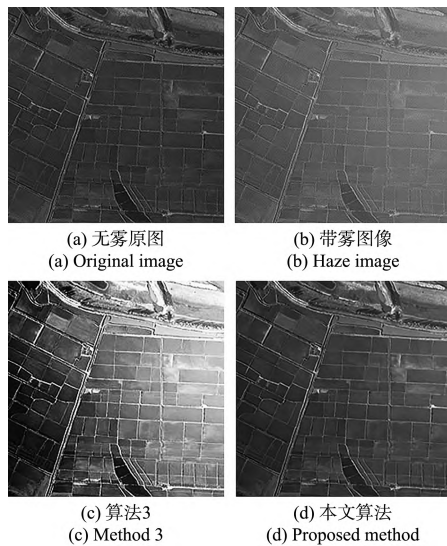 (a) 无雾原图
(a) Original image
(b) 带雾图像
(b) Haze image
(c) 算法3
(c) Method 3
(d) 本文算法
(d) Proposed method